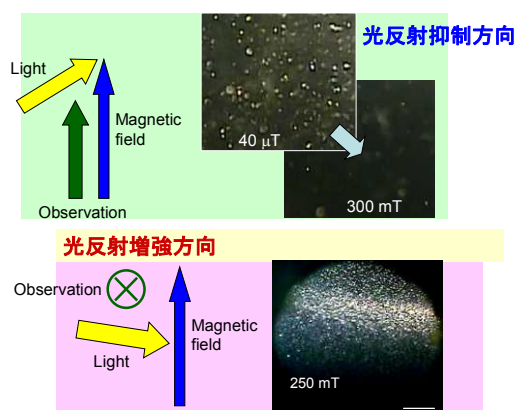 光反射抑制方向
Light
Magnetic
field
40 μT
Observation
300 mT
光反射増強方向
Observation
Magnetic
field
Light
250 mT